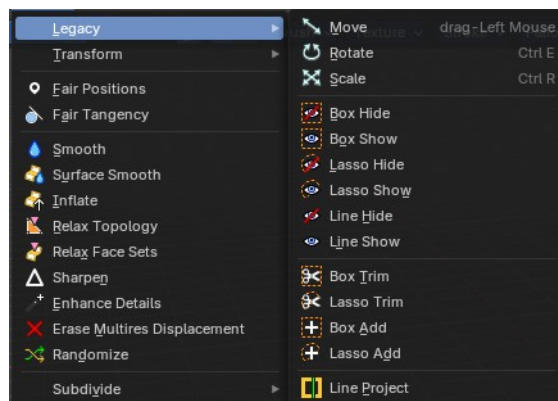 Legacy
Transform
Fair Positions
Fair Tangency
Smooth
Surface Smooth
Inflate
Relax Topology
Relax Face Sets
Sharpen
Enhance Details
Erase Multires Displacement
Randomize
Subdivide
Move drag-Left Mouse
Rotate Ctrl E
Scale Ctrl R
Box Hide
Box Show
Lasso Hide
Lasso Show
Line Hide
Line Show
Box Trim
Lasso Trim
Box Add
Lasso Add
Line Project